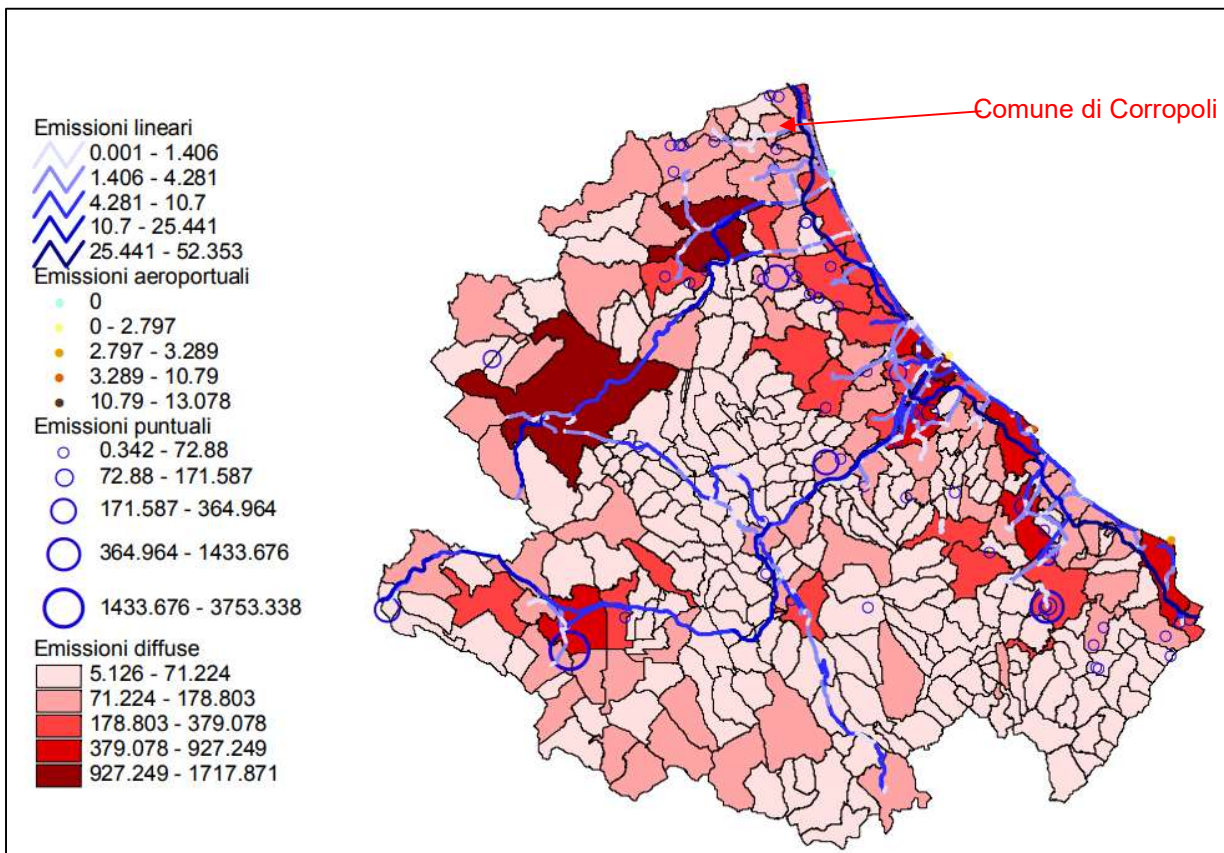 Comune di Corropoli
Emissioni lineari
0.001 - 1.406
1.406 - 4.281
4.281 - 10.7
10.7 - 25.441
25.441 - 52.353
Emissioni aeroportuali
0
0 - 2.797
2.797 - 3.289
3.289 - 10.79
10.79 - 13.078
Emissioni puntuali
0.342 - 72.88
72.88 - 171.587
171.587 - 364.964
364.964 - 1433.676
1433.676 - 3753.338
Emissioni diffuse
5.126 - 71.224
71.224 - 178.803
178.803 - 379.078
379.078 - 927.249
927.249 - 1717.871